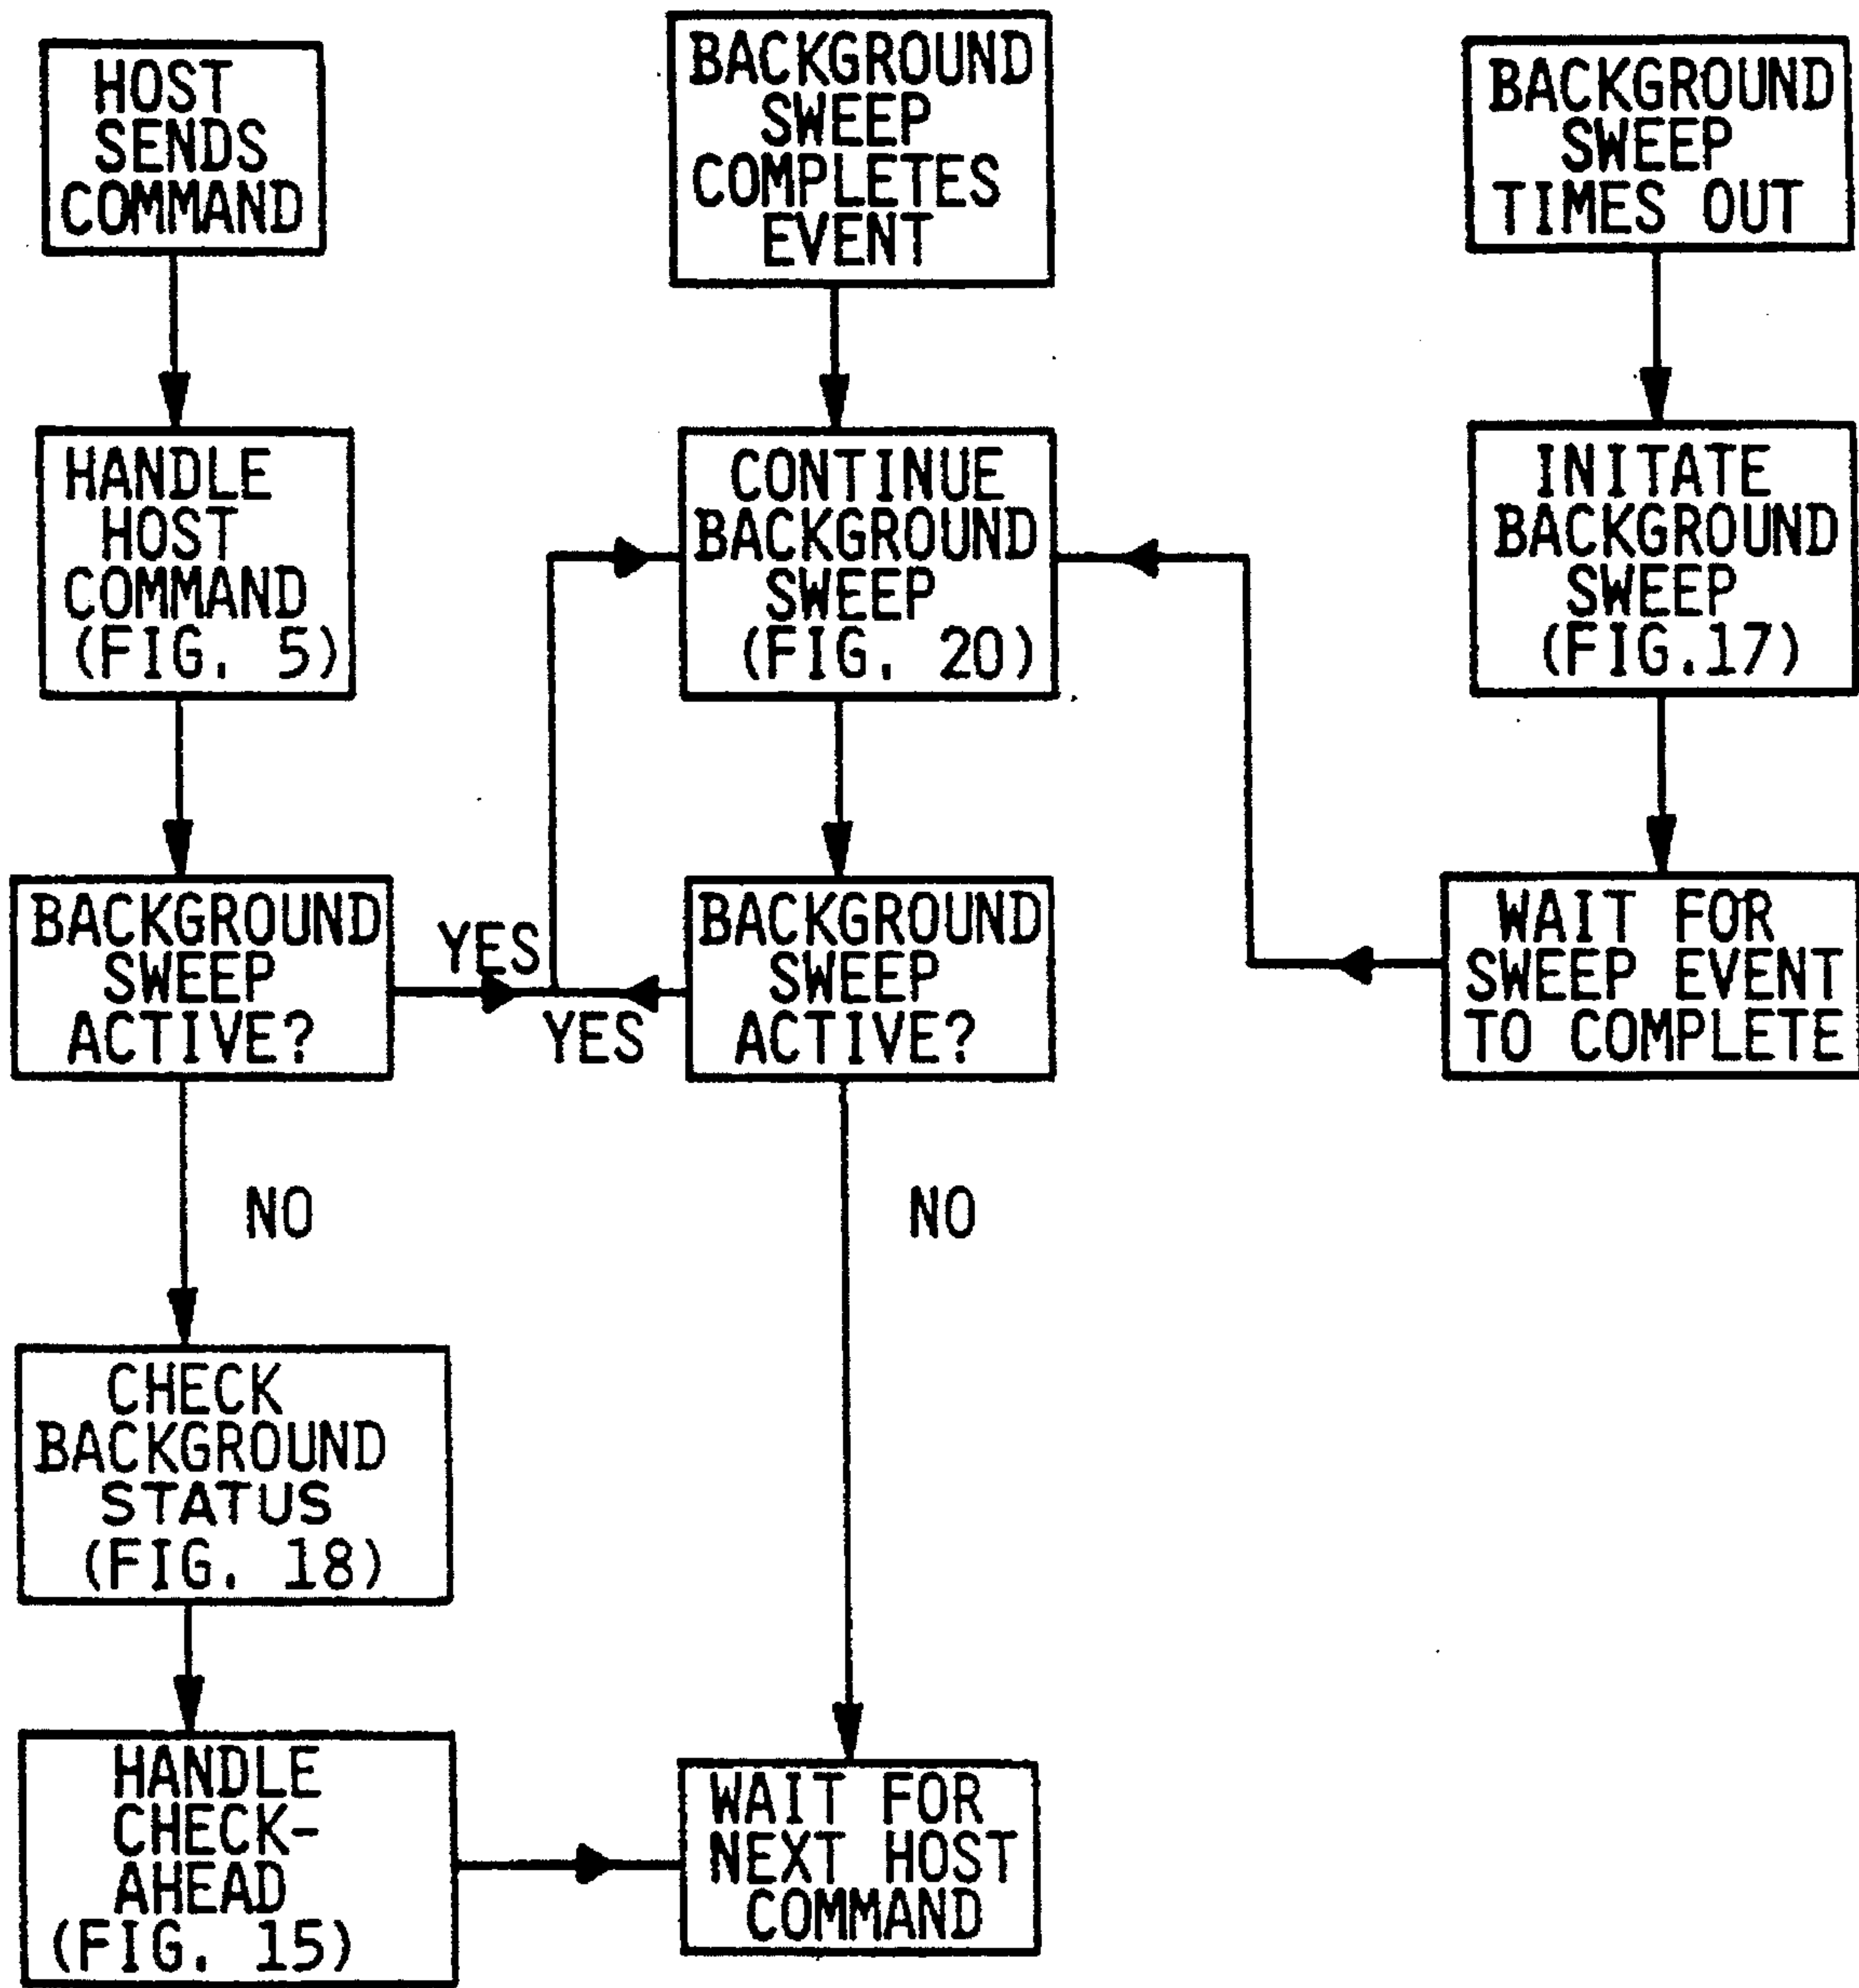 HOST
SENDS
COMMAND
BACKGROUND
SWEEP
COMPLETES
EVENT
BACKGROUND
SWEEP
TIMES OUT
HANDLE
HOST
COMMAND
(FIG. 5)
CONTINUE
BACKGROUND
SWEEP
(FIG. 20)
INITATE
BACKGROUND
SWEEP
(FIG.17)
BACKGROUND
SWEEP
ACTIVE?
YES
YES
BACKGROUND
SWEEP
ACTIVE?
WAIT FOR
SWEEP EVENT
TO COMPLETE
NO
NO
CHECK
BACKGROUND
STATUS
(FIG. 18)
HANDLE
CHECK-
AHEAD
(FIG. 15)
WAIT FOR
NEXT HOST
COMMAND